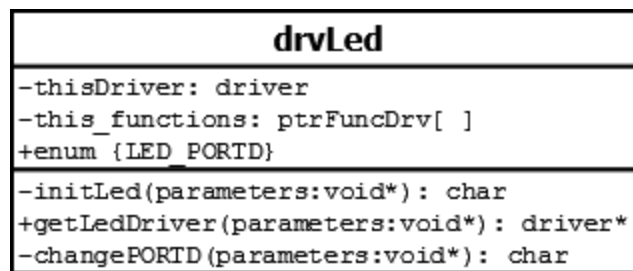 drvLed
-thisDriver: driver
-this_functions: ptrFuncDrv[ ]
+enum {LED_PORTD}
-initLed(parameters:void*): char
+getLedDriver(parameters:void*): driver*
-changePORTD(parameters:void*): char